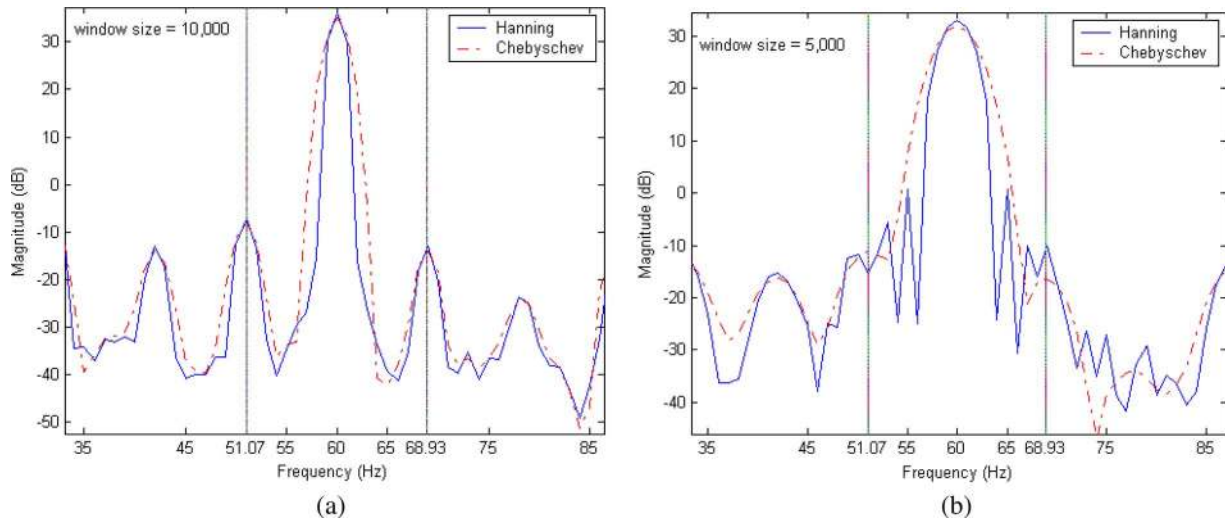 window size = 10,000
Hanning
Chebyschev
30
20
10
0
-10
-20
-30
-40
-50
Magnitude (dB)
35 45 51.07 55 60 65 68.93 75 85
Frequency (Hz)
(a)
window size = 5,000
Hanning
Chebyschev
40
30
20
10
0
-10
-20
-30
-40
Magnitude (dB)
35 45 51.07 55 60 65 68.93 75 85
Frequency (Hz)
(b)